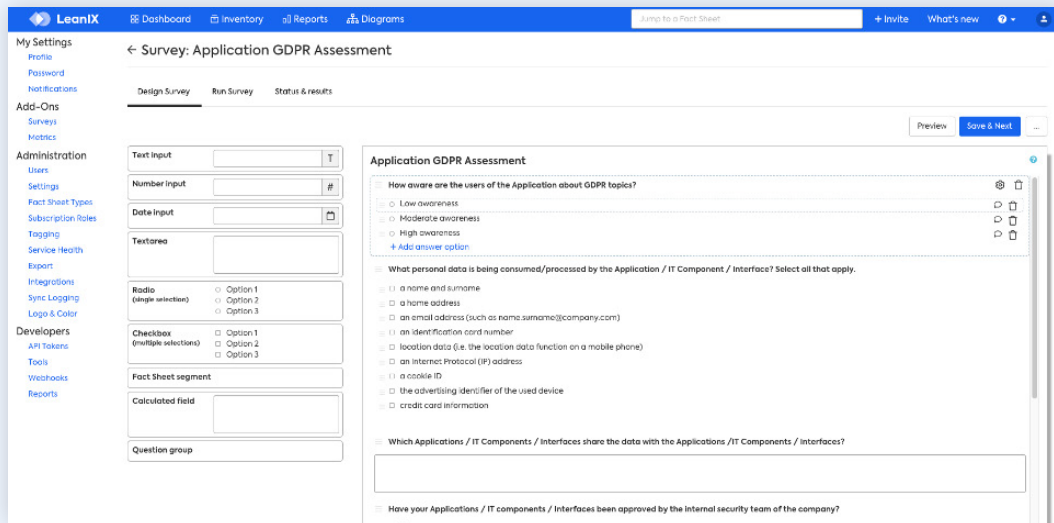 LeanIX Dashboard Inventory Reports Diagrams Jump to a Fact Sheet + Invite What's new
My Settings
Profile
Password
Notifications
Add-Ons
Surveys
Metrics
Administration
Users
Settings
Fact Sheet Types
Subscription Roles
Tagging
Service Health
Export
Integrations
Sync Logging
Logo & Color
Developers
API Tokens
Tools
Webhooks
Reports
← Survey: Application GDPR Assessment
Design Survey Run Survey Status & results
Preview Save & Next ...
Text input T
Number input #
Date input
Textarea
Radio
(single selection)
Option 1
Option 2
Option 3
Checkbox
(multiple selections)
Option 1
Option 2
Option 3
Fact Sheet segment
Calculated field
Question group
Application GDPR Assessment
How aware are the users of the Application about GDPR topics?
Low awareness
Moderate awareness
High awareness
+ Add answer option
What personal data is being consumed/processed by the Application / IT Component / Interface? Select all that apply.
a name and surname
a home address
an email address (such as name.surname@company.com)
an identification card number
location data (i.e. the location data function on a mobile phone)
an Internet Protocol (IP) address
a cookie ID
the advertising identifier of the used device
credit card information
Which Applications / IT Components / Interfaces share the data with the Applications /IT Components / Interfaces?
Have your Applications / IT components / Interfaces been approved by the internal security team of the company?